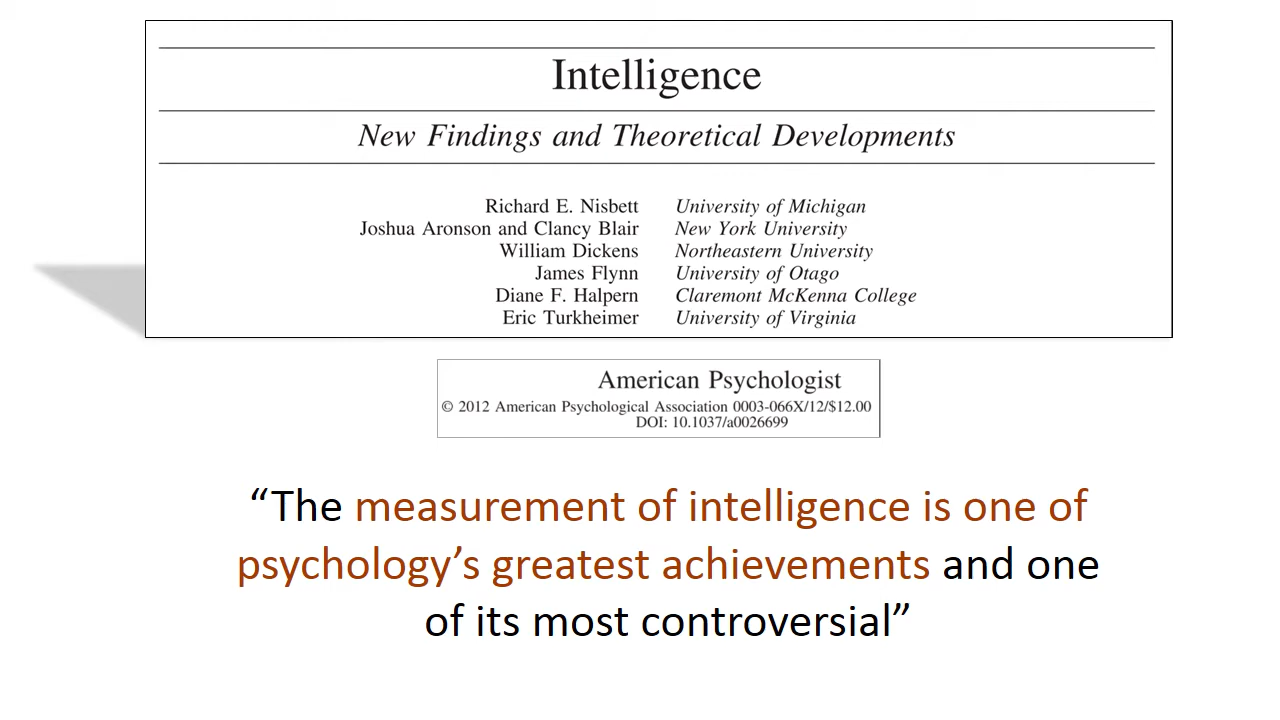 Intelligence
New Findings and Theoretical Developments
Richard E. Nisbett University of Michigan
Joshua Aronson and Clancy Blair New York University
William Dickens Northeastern University
James Flynn University of Otago
Diane F. Halpern Claremont McKenna College
Eric Turkheimer University of Virginia
American Psychologist
© 2012 American Psychological Association 0003-066X/12/$12.00
DOI: 10.1037/a0026699
“The measurement of intelligence is one of
psychology’s greatest achievements and one
of its most controversial”